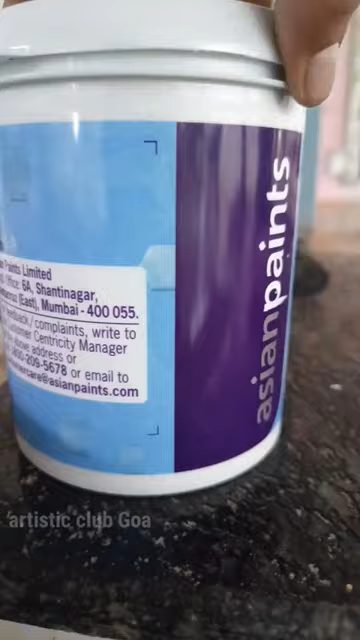 Paints Limited
Office: 6A, Shantinagar,
(East), Mumbai - 400 055.
feedback/complaints, write to
Customer Centricity Manager
above address or
209-5678 or email to
care@asianpaints.com
asianpaints
artistic club Goa